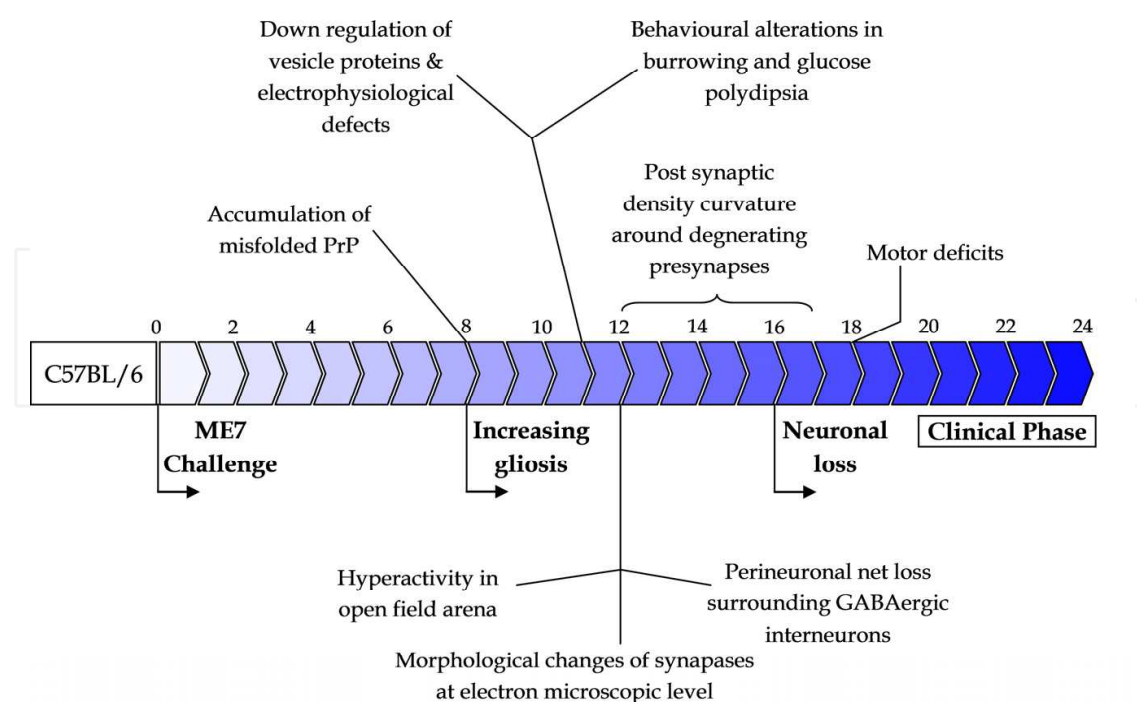 Down regulation of
vesicle proteins &
electrophysiological
defects
Behavioural alterations in
burrowing and glucose
polydipsia
Post synaptic
density curvature
around degnerating
presynapses
Accumulation of
misfolded PrP
Motor deficits
0 2 4 6 8 10 12 14 16 18 20 22 24
C57BL/6
ME7
Challenge
Increasing
gliosis
Neuronal
loss
Clinical Phase
Hyperactivity in
open field arena
Perineuronal net loss
surrounding GABAergic
interneurons
Morphological changes of synapases
at electron microscopic level